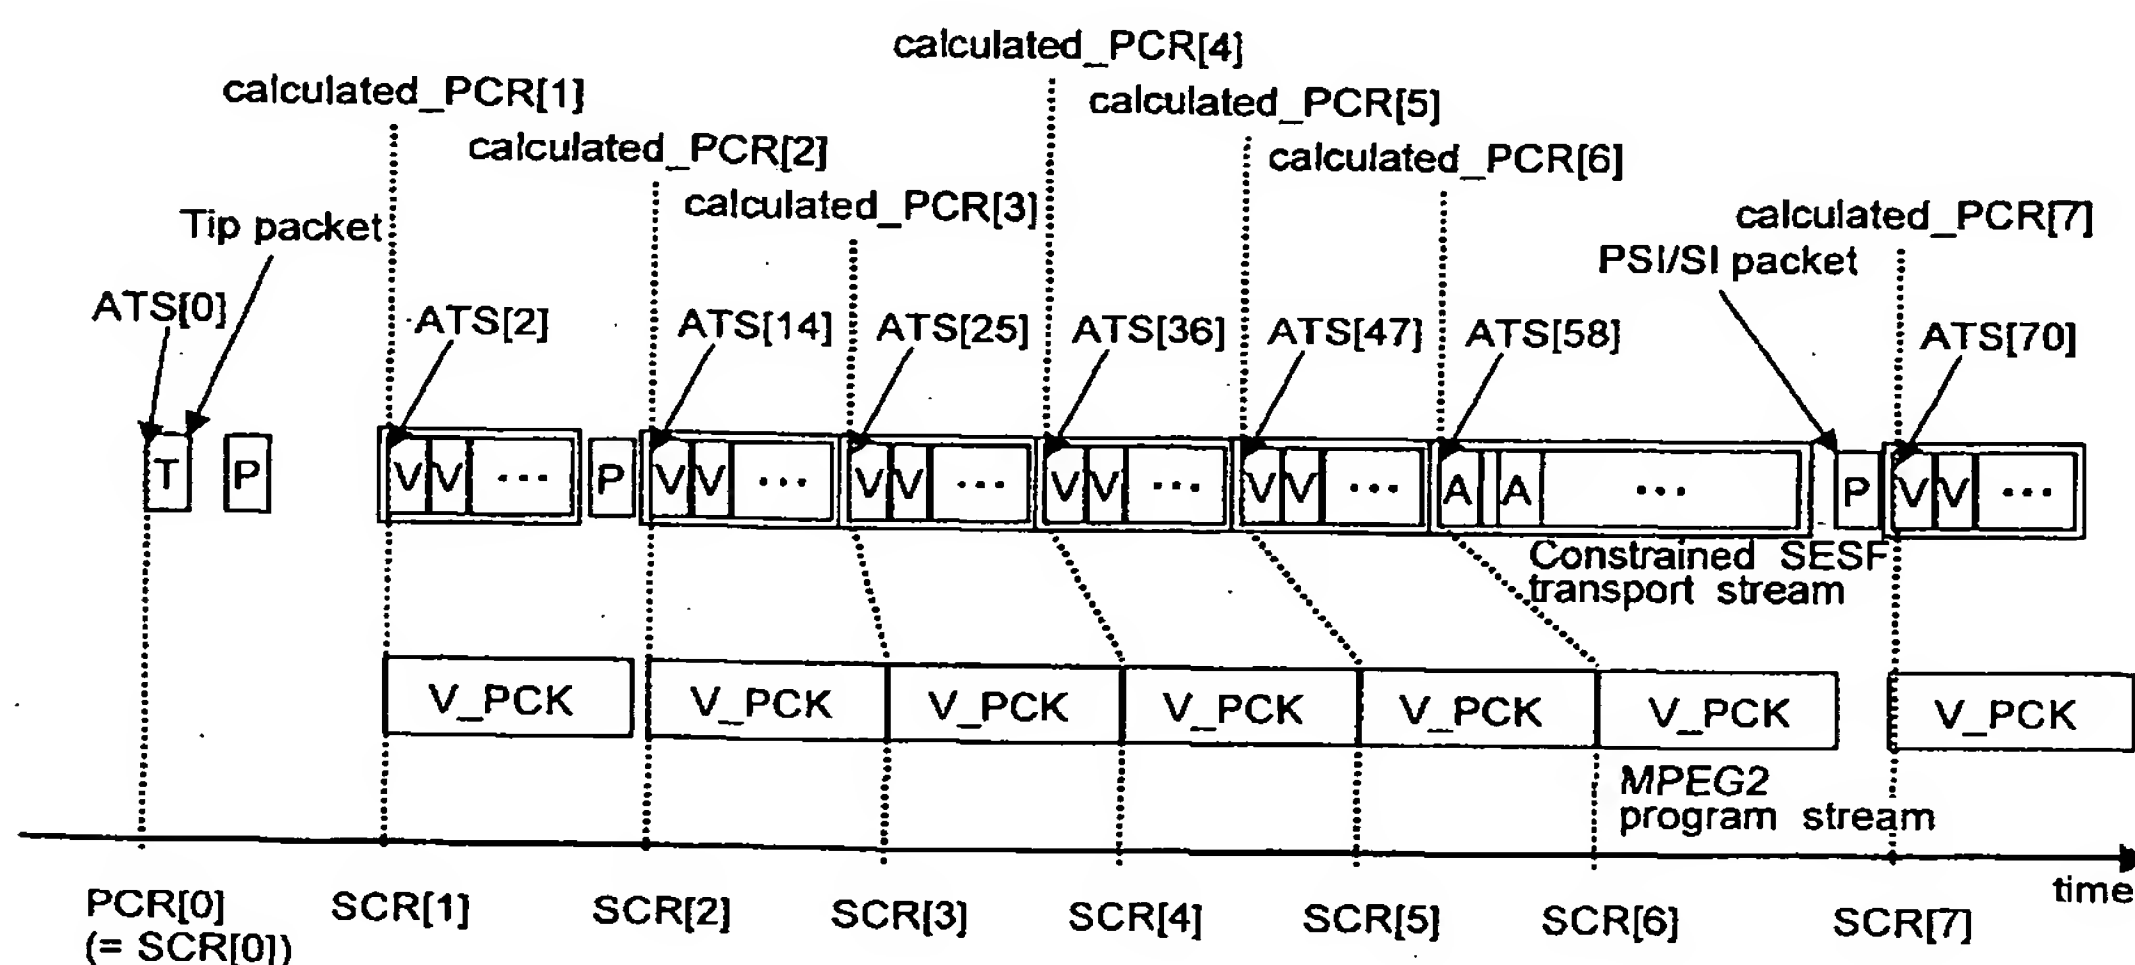 calculated_PCR[4]
calculated_PCR[1]
calculated_PCR[5]
calculated_PCR[2]
calculated_PCR[6]
calculated_PCR[3]
calculated_PCR[7]
Tip packet
PSI/SI packet
ATS[0]
ATS[2]
ATS[14]
ATS[25]
ATS[36]
ATS[47]
ATS[58]
ATS[70]
T
P
V V ...
P
V V ...
V V ...
V V ...
V V ...
A A ...
P
V V ...
Constrained SESF
transport stream
V_PCK
V_PCK
V_PCK
V_PCK
V_PCK
V_PCK
V_PCK
MPEG2
program stream
time
PCR[0]
(= SCR[0])
SCR[1]
SCR[2]
SCR[3]
SCR[4]
SCR[5]
SCR[6]
SCR[7]